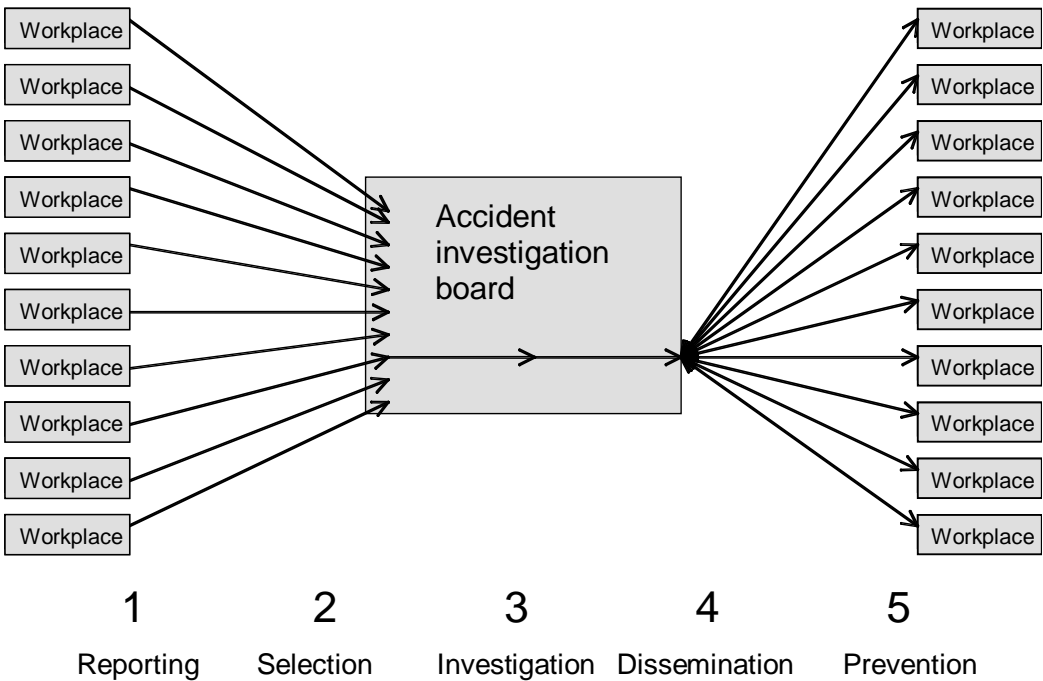 Workplace
Workplace
Workplace
Workplace
Workplace
Workplace
Workplace
Workplace
Workplace
Workplace
Accident
investigation
board
Workplace
Workplace
Workplace
Workplace
Workplace
Workplace
Workplace
Workplace
Workplace
Workplace
1 2 3 4 5
Reporting Selection Investigation Dissemination Prevention